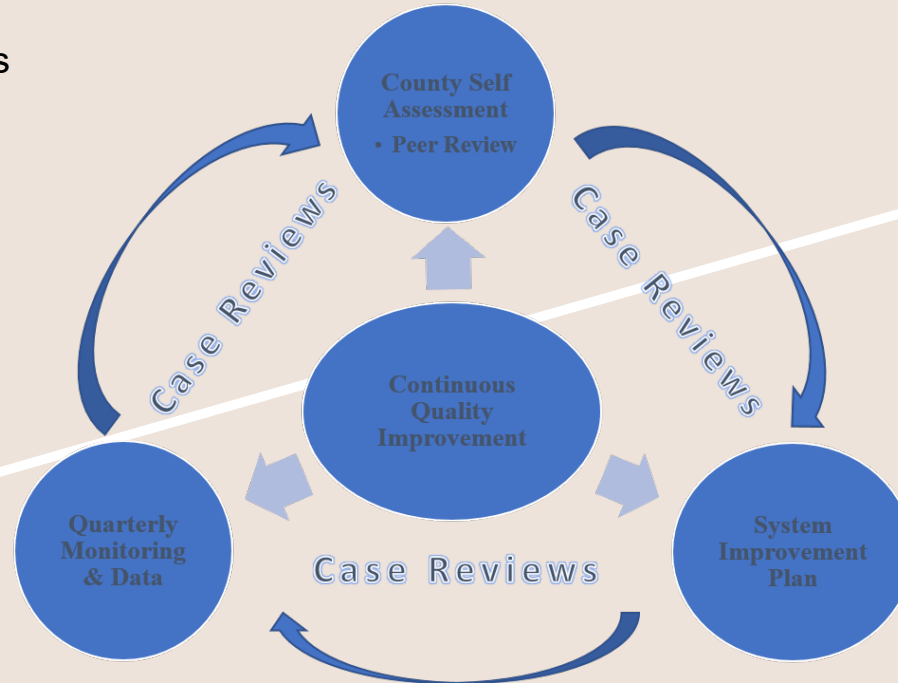 s
County Self
Assessment
• Peer Review
Case Reviews
Case Reviews
Continuous
Quality
Improvement
Quarterly
Monitoring
& Data
System
Improvement
Plan
Case Reviews